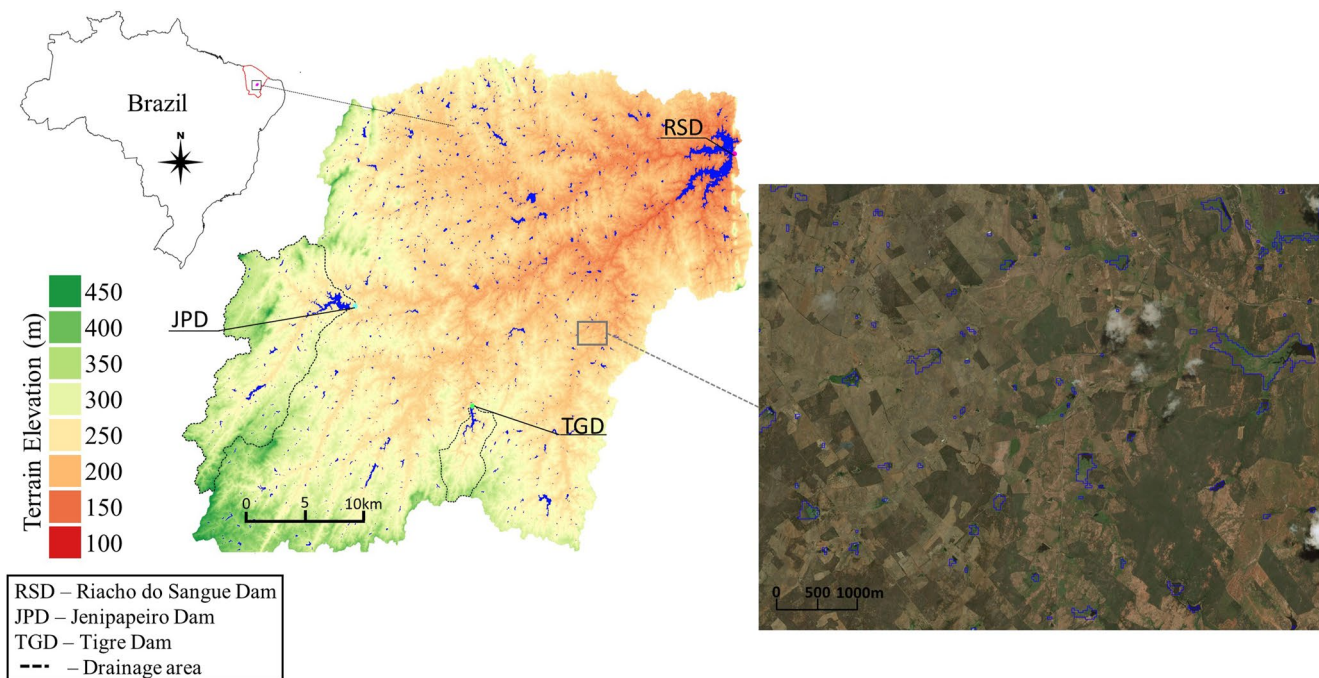 Brazil
N
RSD
JPD
TGD
Terrain Elevation (m)
450
400
350
300
250
200
150
100
0 5 10km
0 500 1000m
RSD – Riacho do Sangue Dam
JPD – Jenipapeiro Dam
TGD – Tigre Dam
– Drainage area